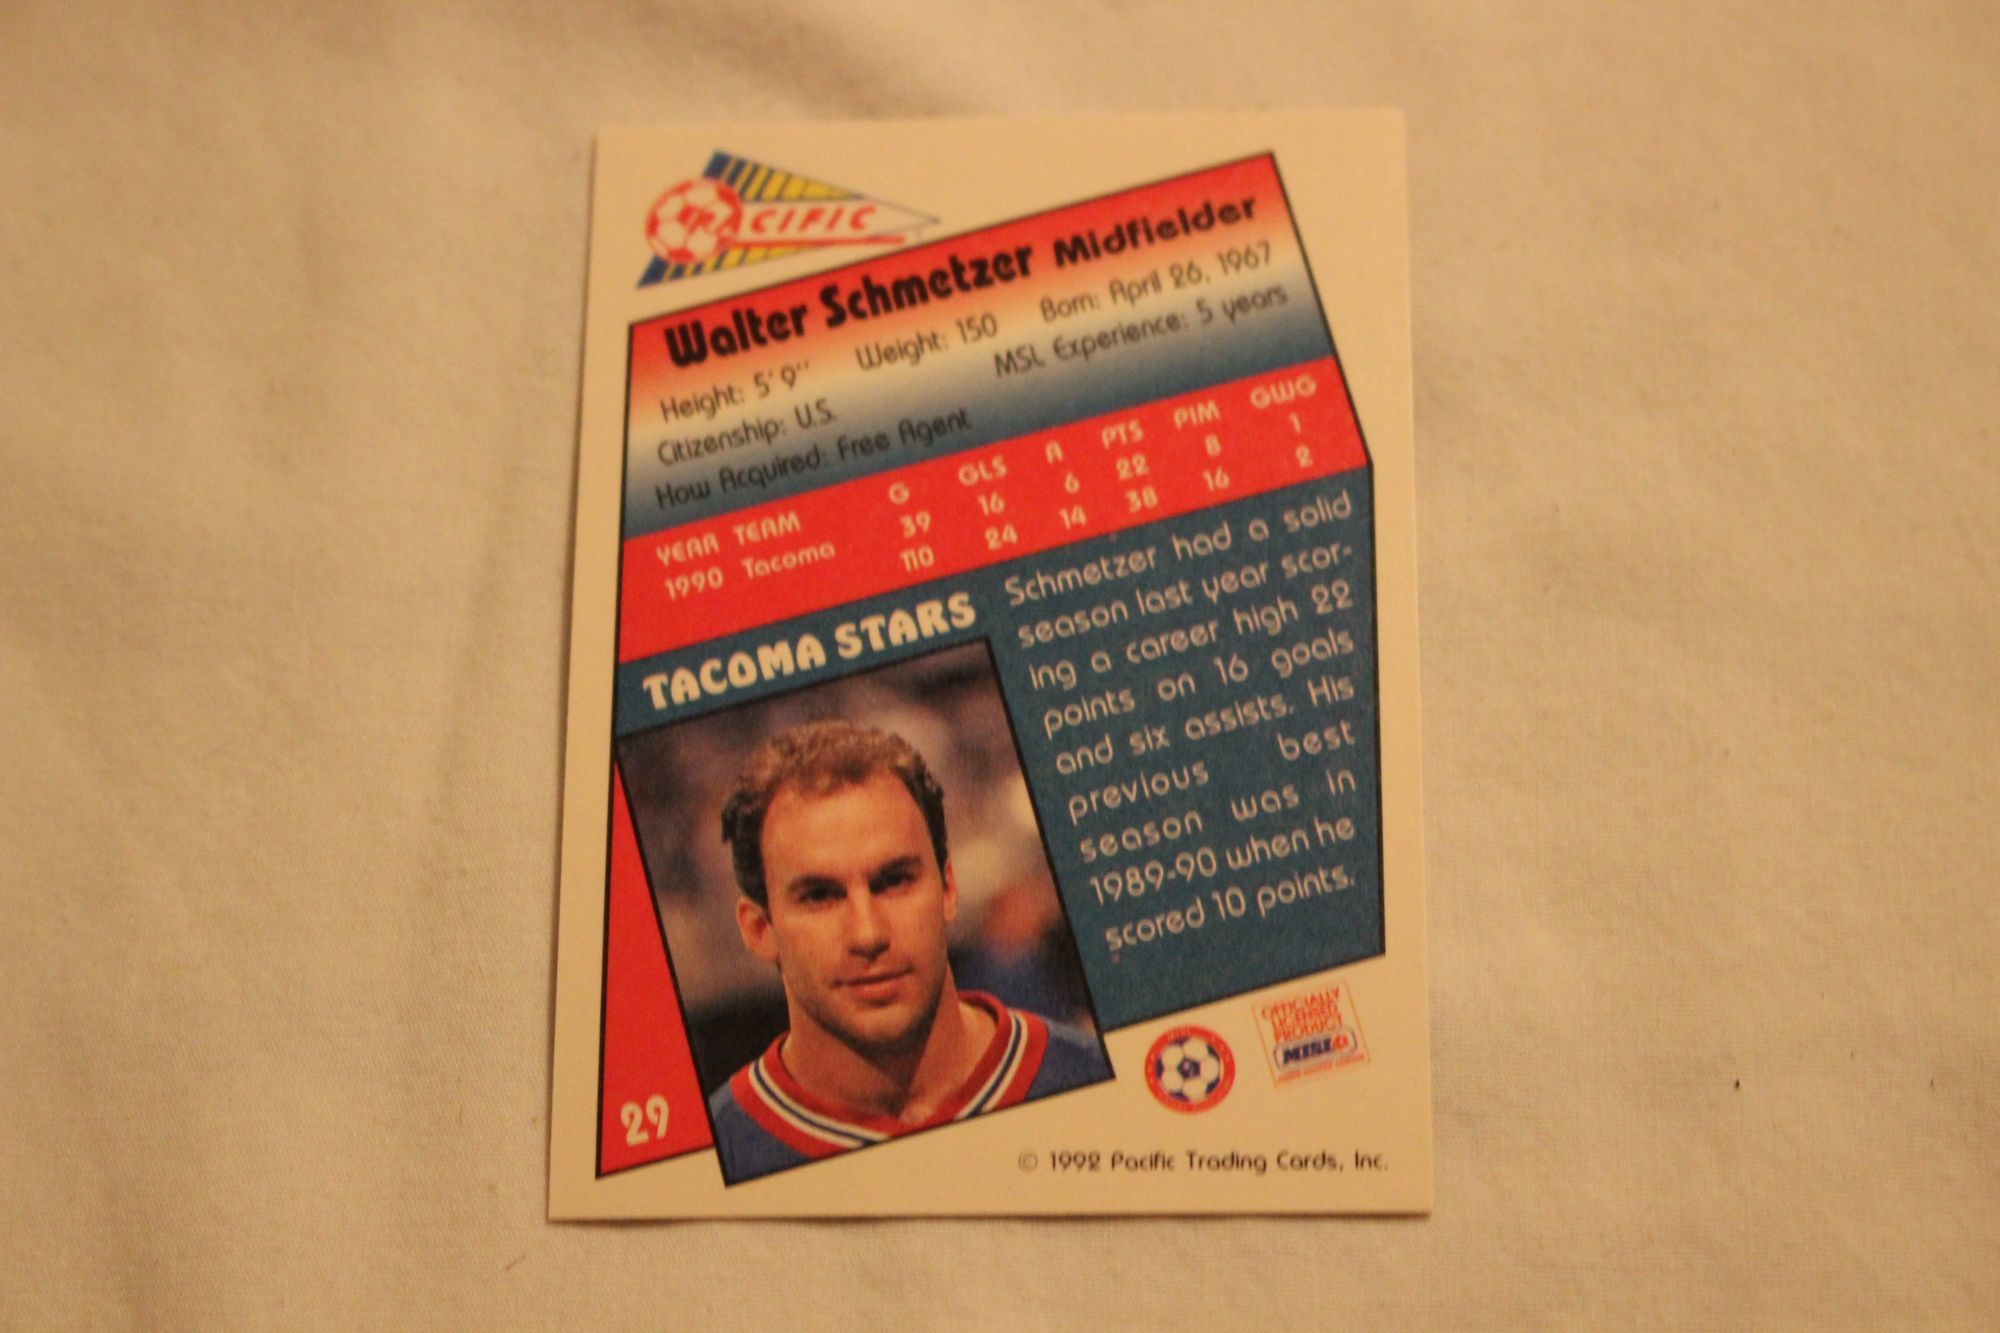 PACIFIC
Walter Schmetzer Midfielder
Height: 5' 9" Weight: 150 Born: April 26, 1967
Citizenship: U.S. MSL Experience: 5 years
How Acquired: Free Agent
YEAR TEAM G GLS A PTS PIM GWG
1990 Tacoma 39 16 6 22 8 1
110 24 14 38 16 2
TACOMA STARS
Schmetzer had a solid
season last year scor-
ing a career high 22
points on 16 goals
and six assists. His
previous best
season was in
1989-90 when he
scored 10 points.
29
OFFICIALLY
LICENSED
PRODUCT
© 1992 Pacific Trading Cards, Inc.